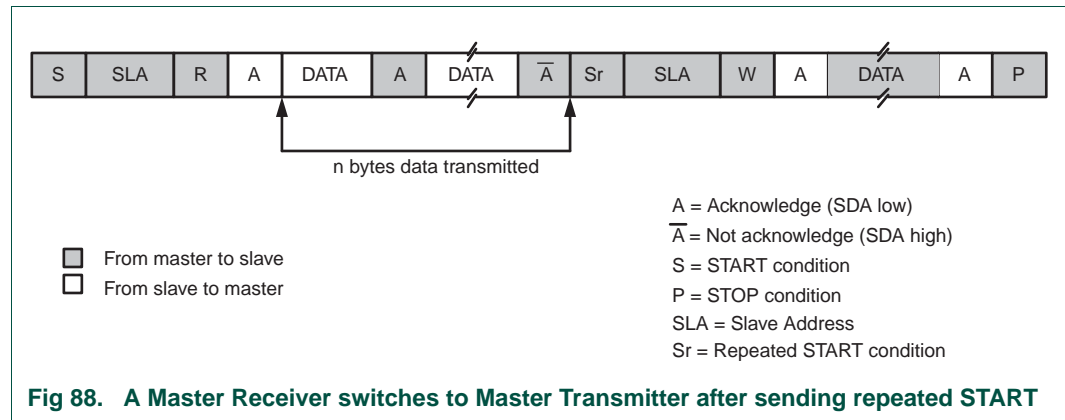 S SLA R A DATA A DATA A̅ Sr SLA W A DATA A P
n bytes data transmitted
From master to slave
From slave to master
A = Acknowledge (SDA low)
A̅ = Not acknowledge (SDA high)
S = START condition
P = STOP condition
SLA = Slave Address
Sr = Repeated START condition
Fig 88. A Master Receiver switches to Master Transmitter after sending repeated START